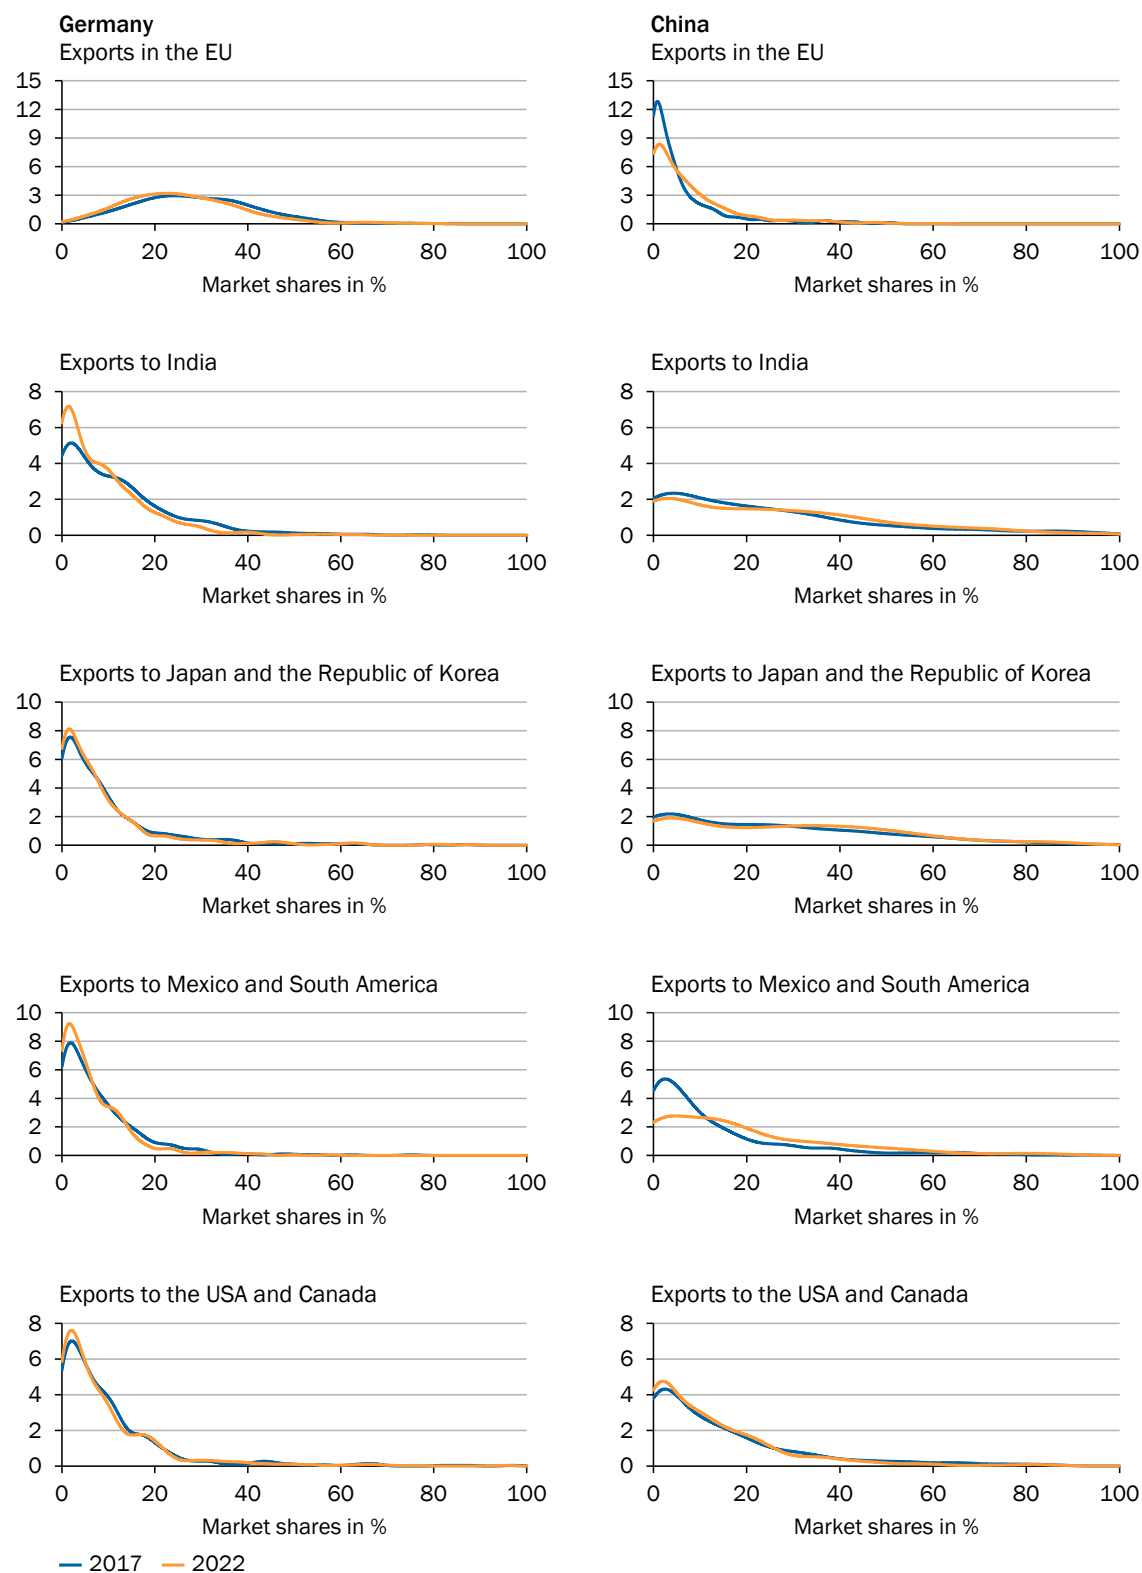 Germany
Exports in the EU
15
12
9
6
3
0
0 20 40 60 80 100
Market shares in %
China
Exports in the EU
15
12
9
6
3
0
0 20 40 60 80 100
Market shares in %
Exports to India
8
6
4
2
0
0 20 40 60 80 100
Market shares in %
Exports to India
8
6
4
2
0
0 20 40 60 80 100
Market shares in %
Exports to Japan and the Republic of Korea
10
8
6
4
2
0
0 20 40 60 80 100
Market shares in %
Exports to Japan and the Republic of Korea
10
8
6
4
2
0
0 20 40 60 80 100
Market shares in %
Exports to Mexico and South America
10
8
6
4
2
0
0 20 40 60 80 100
Market shares in %
Exports to Mexico and South America
10
8
6
4
2
0
0 20 40 60 80 100
Market shares in %
Exports to the USA and Canada
8
6
4
2
0
0 20 40 60 80 100
Market shares in %
Exports to the USA and Canada
8
6
4
2
0
0 20 40 60 80 100
Market shares in %
2017 2022